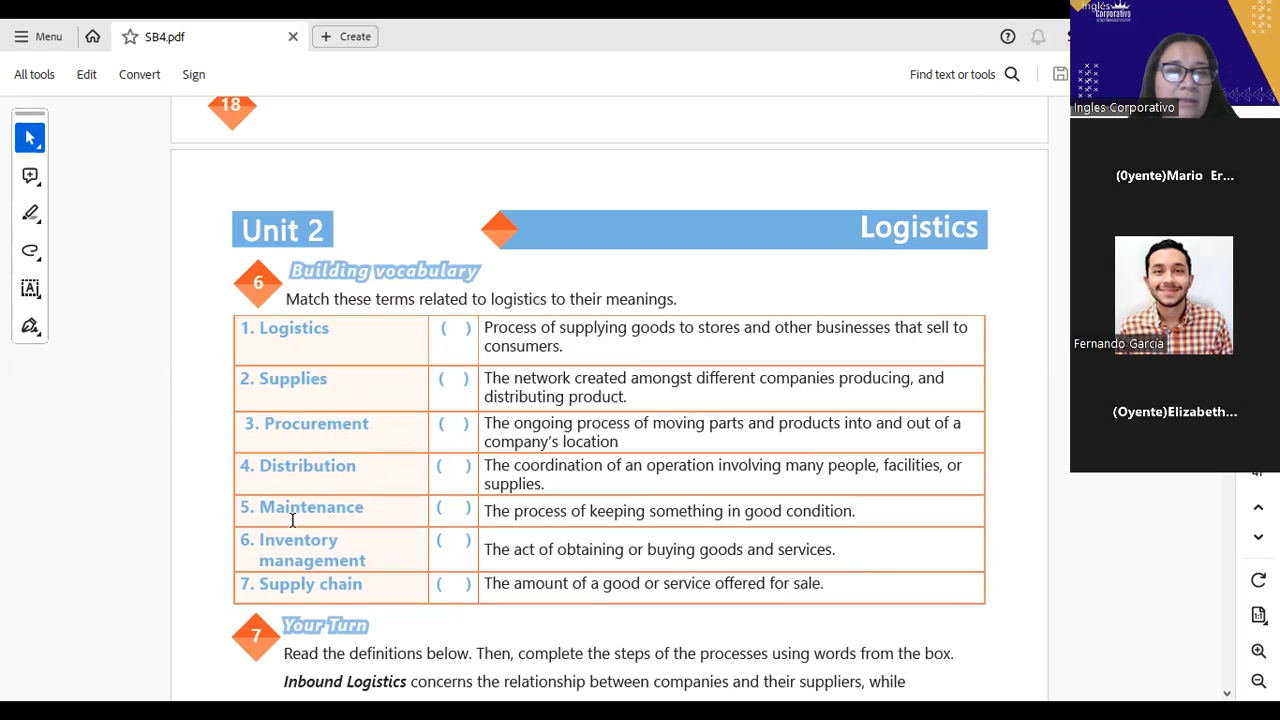 Menu
SB4.pdf
Create
All tools
Edit
Convert
Sign
Find text or tools
18
Unit 2
Logistics
6
Building vocabulary
Match these terms related to logistics to their meanings.
1. Logistics ( ) Process of supplying goods to stores and other businesses that sell to
consumers.
2. Supplies ( ) The network created amongst different companies producing, and
distributing product.
3. Procurement ( ) The ongoing process of moving parts and products into and out of a
company's location
4. Distribution ( ) The coordination of an operation involving many people, facilities, or
supplies.
5. Maintenance ( ) The process of keeping something in good condition.
6. Inventory
management ( ) The act of obtaining or buying goods and services.
7. Supply chain ( ) The amount of a good or service offered for sale.
7
Your Turn
Read the definitions below. Then, complete the steps of the processes using words from the box.
Inbound Logistics concerns the relationship between companies and their suppliers, while
Inglés
Corporativo
Ingles Corporativo
(0yente)Mario Er...
Fernando García
(Oyente)Elizabeth...